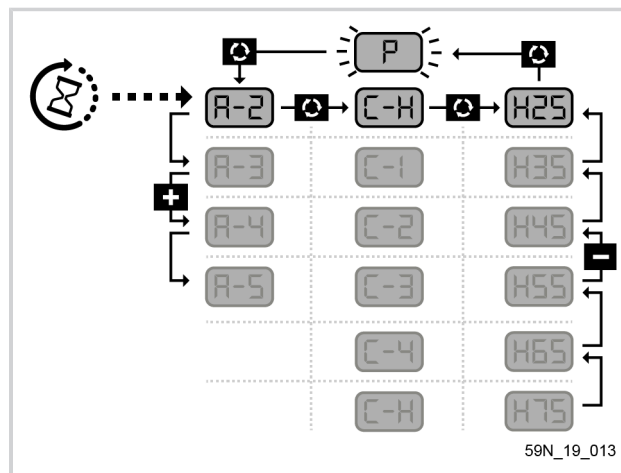 P
A-2 C-H H25
A-3 C-1 H35
+
A-4 C-2 H45
-
A-5 C-3 H55
C-4 H65
C-H H75
59N_19_013